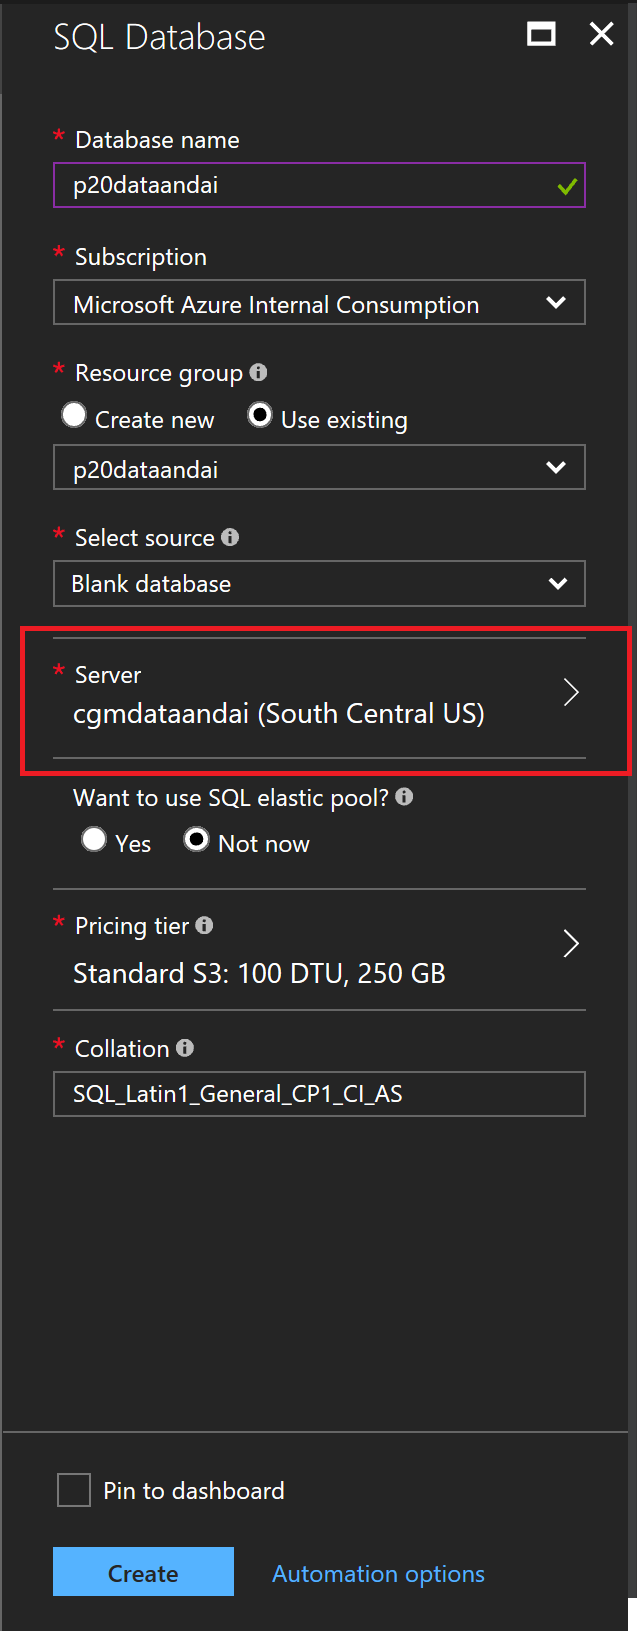 SQL Database
* Database name
p20dataandai
* Subscription
Microsoft Azure Internal Consumption
* Resource group
Create new Use existing
p20dataandai
* Select source
Blank database
* Server
cgmdataandai (South Central US)
Want to use SQL elastic pool?
Yes Not now
* Pricing tier
Standard S3: 100 DTU, 250 GB
* Collation
SQL_Latin1_General_CP1_CI_AS
Pin to dashboard
Create Automation options